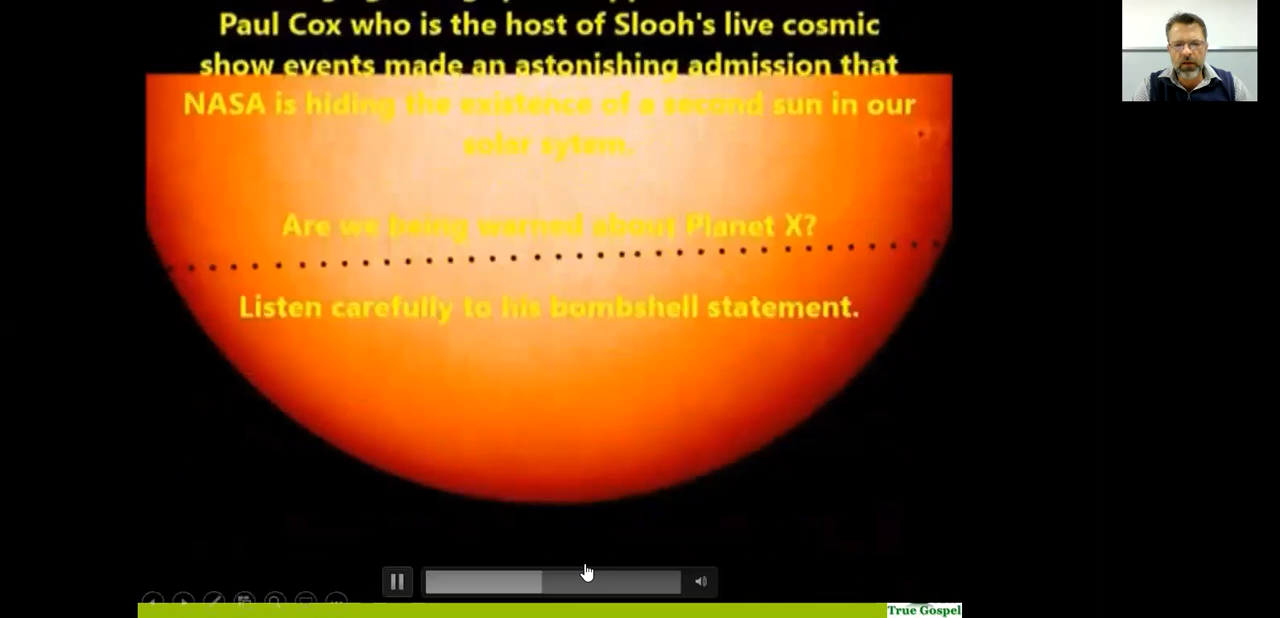 Paul Cox who is the host of Slooh's live cosmic
show events made an astonishing admission that
NASA is hiding the existence of a second sun in our
solar sytem.
Are we being warned about Planet X?
Listen carefully to his bombshell statement.
True Gospel